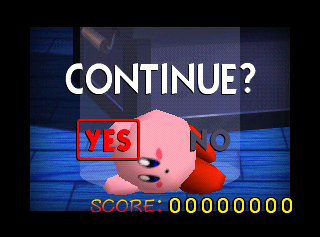 CONTINUE?
YES NO
SCORE: 00000000